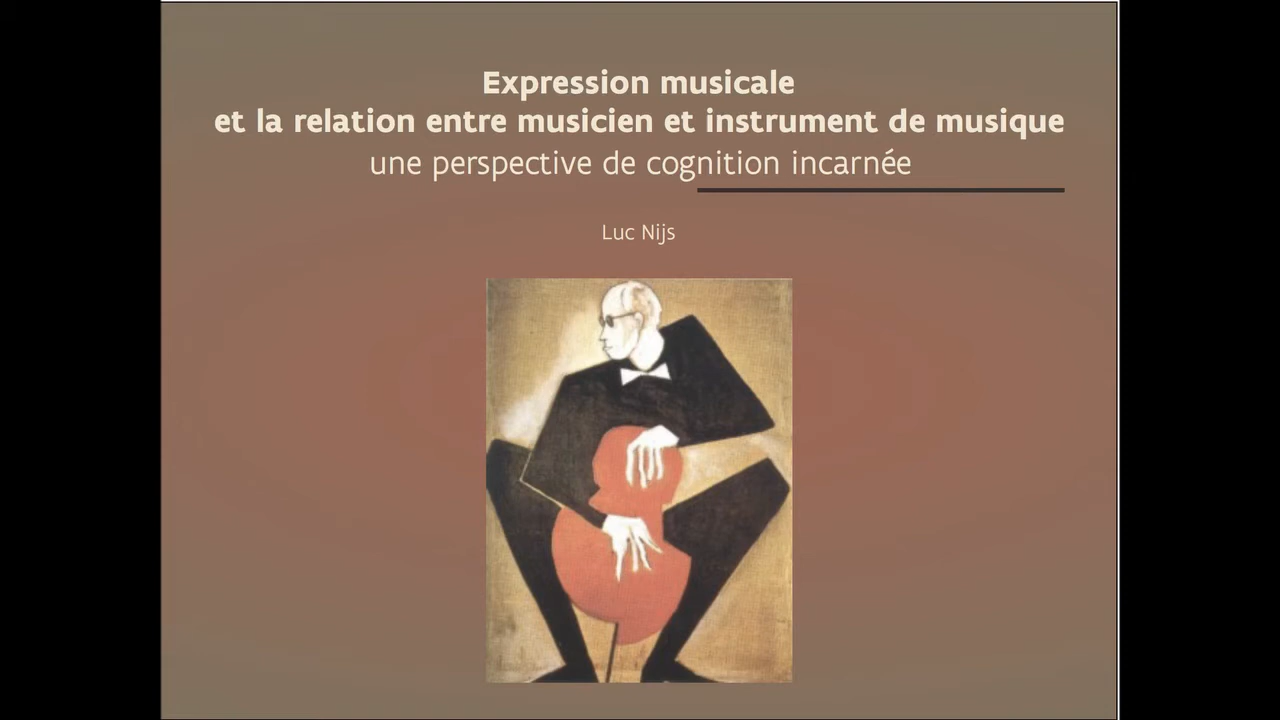 Expression musicale
et la relation entre musicien et instrument de musique
une perspective de cognition incarnée
Luc Nijs